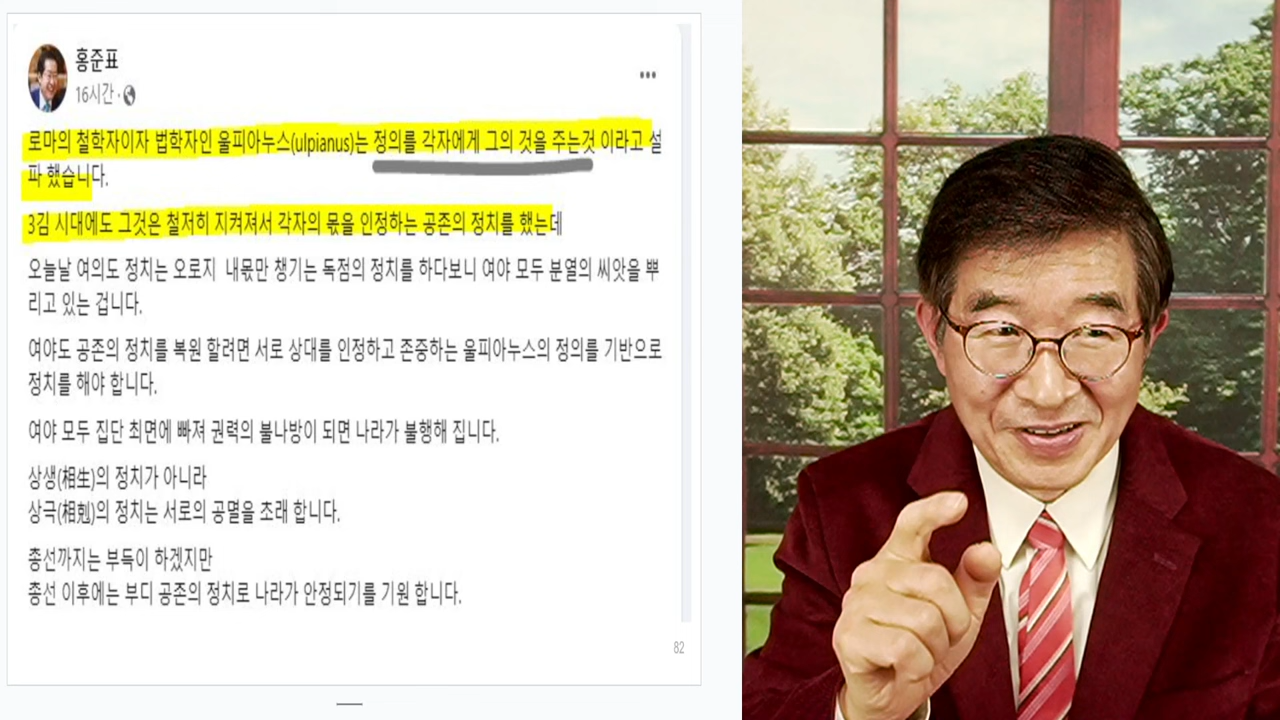 홍준표
16시간·
로마의 철학자이자 법학자인 울피아누스(ulpianus)는 정의를 각자에게 그의 것을 주는것 이라고 설
파 했습니다.
3김 시대에도 그것은 철저히 지켜져서 각자의 몫을 인정하는 공존의 정치를 했는데
오늘날 여의도 정치는 오로지 내몫만 챙기는 독점의 정치를 하다보니 여야 모두 분열의 씨앗을 뿌
리고 있는 겁니다.
여야도 공존의 정치를 복원 할려면 서로 상대를 인정하고 존중하는 울피아누스의 정의를 기반으로
정치를 해야 합니다.
여야 모두 집단 최면에 빠져 권력의 불나방이 되면 나라가 불행해 집니다.
상생(相生)의 정치가 아니라
상극(相剋)의 정치는 서로의 공멸을 초래 합니다.
총선까지는 부득이 하겠지만
총선 이후에는 부디 공존의 정치로 나라가 안정되기를 기원 합니다.
82